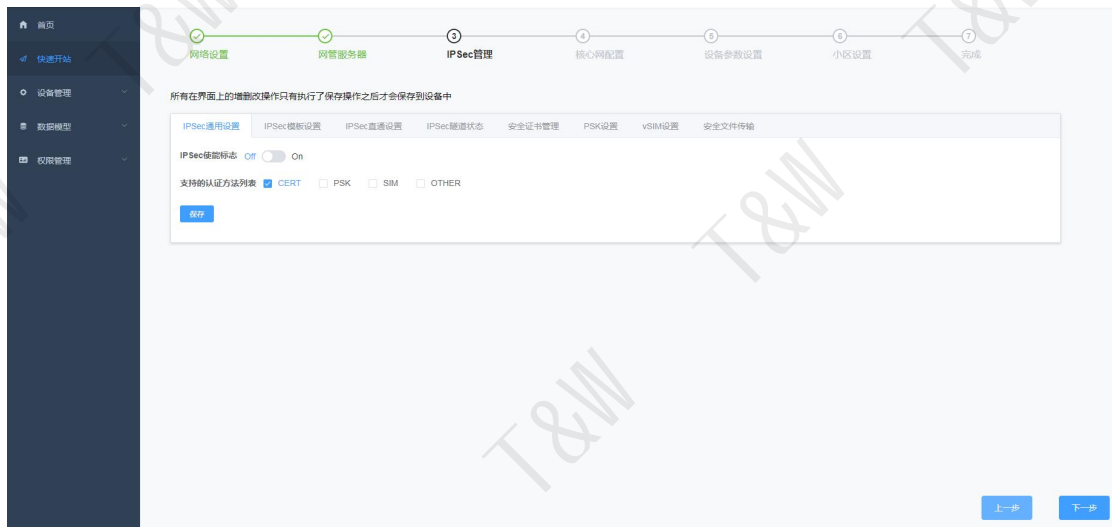 首页
快速开站
设备管理
数据模型
权限管理
3 4 5 6 7
网络设置 网管服务器 IPSec管理 核心网配置 设备参数设置 小区设置 完成
所有在界面上的增删改操作只有执行了保存操作之后才会保存到设备中
IPSec通用设置 IPSec模板设置 IPSec直通设置 IPSec隧道状态 安全证书管理 PSK设置 vSIM设置 安全文件传输
IPSec使能标志 Off On
支持的认证方法列表 CERT PSK SIM OTHER
保存
上一步 下一步
T&W
T&W
T&W
T&W
W